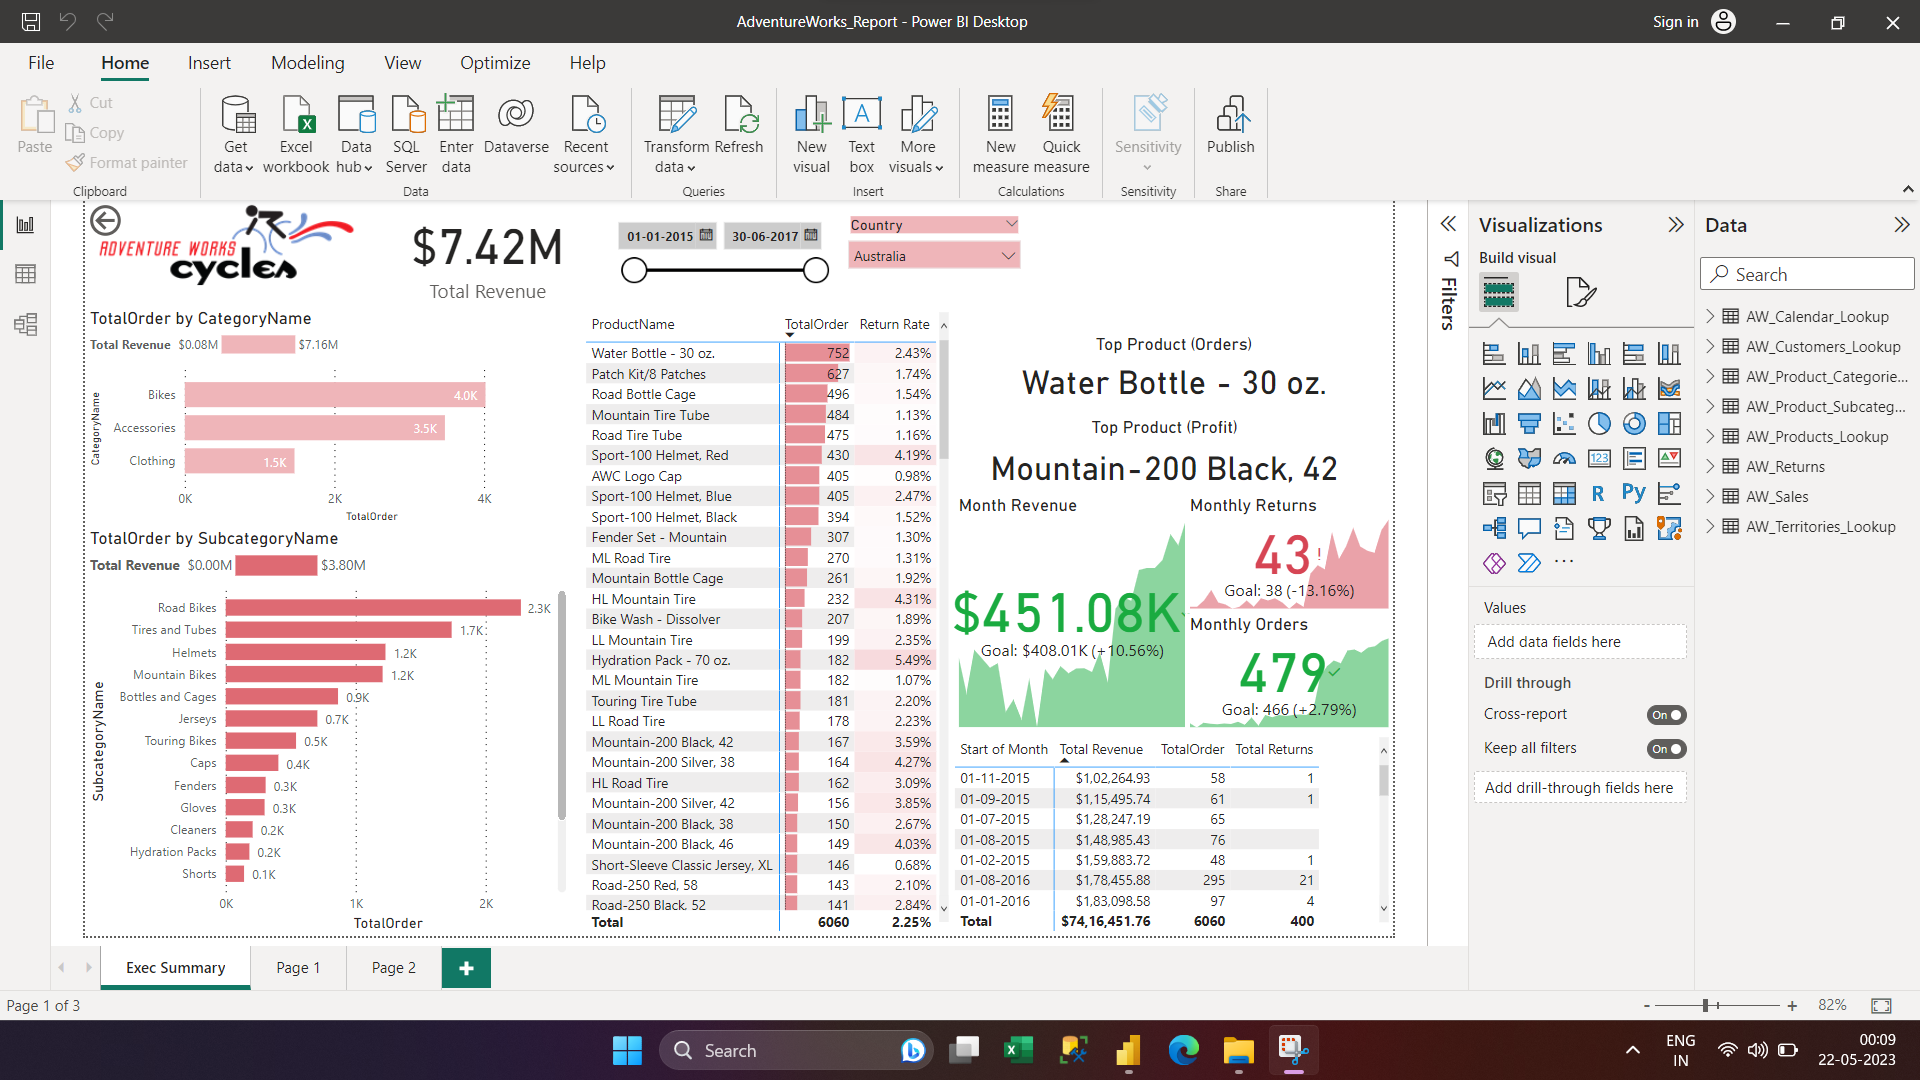 AdventureWorks_Report - Power BI Desktop
Sign in
File
Home
Insert
Modeling
View
Optimize
Help
Paste
Cut
Copy
Format painter
Clipboard
Get data
Excel workbook
Data hub
SQL Server
Enter data
Dataverse
Recent sources
Data
Transform data
Refresh
Queries
New visual
Text box
More visuals
Insert
New measure
Quick measure
Calculations
Sensitivity
Sensitivity
Publish
Share
ADVENTURE WORKS
cycles
$7.42M
Total Revenue
01-01-2015
30-06-2017
Country
Australia
TotalOrder by CategoryName
Total Revenue $0.08M $7.16M
CategoryName
Bikes 4.0K
Accessories 3.5K
Clothing 1.5K
0K 2K 4K
TotalOrder
TotalOrder by SubcategoryName
Total Revenue $0.00M $3.80M
SubcategoryName
Road Bikes 2.3K
Tires and Tubes 1.7K
Helmets 1.2K
Mountain Bikes 1.2K
Bottles and Cages 0.9K
Jerseys 0.7K
Touring Bikes 0.5K
Caps 0.4K
Fenders 0.3K
Gloves 0.3K
Cleaners 0.2K
Hydration Packs 0.2K
Shorts 0.1K
0K 1K 2K
TotalOrder
ProductName TotalOrder Return Rate
Water Bottle - 30 oz. 752 2.43%
Patch Kit/8 Patches 627 1.74%
Road Bottle Cage 496 1.54%
Mountain Tire Tube 484 1.13%
Road Tire Tube 475 1.16%
Sport-100 Helmet, Red 430 4.19%
AWC Logo Cap 405 0.98%
Sport-100 Helmet, Blue 405 2.47%
Sport-100 Helmet, Black 394 1.52%
Fender Set - Mountain 307 1.30%
ML Road Tire 270 1.31%
Mountain Bottle Cage 261 1.92%
HL Mountain Tire 232 4.31%
Bike Wash - Dissolver 207 1.89%
LL Mountain Tire 199 2.35%
Hydration Pack - 70 oz. 182 5.49%
ML Mountain Tire 182 1.07%
Touring Tire Tube 181 2.20%
LL Road Tire 178 2.23%
Mountain-200 Black, 42 167 3.59%
Mountain-200 Silver, 38 164 4.27%
HL Road Tire 162 3.09%
Mountain-200 Silver, 42 156 3.85%
Mountain-200 Black, 38 150 2.67%
Mountain-200 Black, 46 149 4.03%
Short-Sleeve Classic Jersey, XL 146 0.68%
Road-250 Red, 58 143 2.10%
Road-250 Black, 52 141 2.84%
Total 6060 2.25%
Top Product (Orders)
Water Bottle - 30 oz.
Top Product (Profit)
Mountain-200 Black, 42
Month Revenue
$451.08K
Goal: $408.01K (+10.56%)
Monthly Returns
43!
Goal: 38 (-13.16%)
Monthly Orders
479
Goal: 466 (+2.79%)
Start of Month Total Revenue TotalOrder Total Returns
01-11-2015 $1,02,264.93 58 1
01-09-2015 $1,15,495.74 61 1
01-07-2015 $1,28,247.19 65
01-08-2015 $1,48,985.43 76
01-02-2015 $1,59,883.72 48 1
01-08-2016 $1,78,455.88 295 21
01-01-2016 $1,83,098.58 97 4
Total $74,16,451.76 6060 400
Filters
Visualizations
Build visual
123
R
Py
...
Values
Add data fields here
Drill through
Cross-report On
Keep all filters On
Add drill-through fields here
Data
Search
AW_Calendar_Lookup
AW_Customers_Lookup
AW_Product_Categorie...
AW_Product_Subcateg...
AW_Products_Lookup
AW_Returns
AW_Sales
AW_Territories_Lookup
Exec Summary
Page 1
Page 2
+
Page 1 of 3
- + 82%
Search
ENG
IN
00:09
22-05-2023